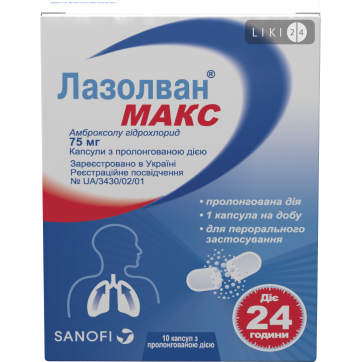 LIKI24
Лазолван®
МАКС
Амброксолу гідрохлорид
75 мг
Капсули з пролонгованою дією
Зареєстровано в Україні
Реєстраційне посвідчення
№ UA/3430/02/01
• пролонгована дія
• 1 капсула на добу
• для перорального
застосування
Діє
24
ГОДИНИ
SANOFI
10 капсул з
пролонгованою дією